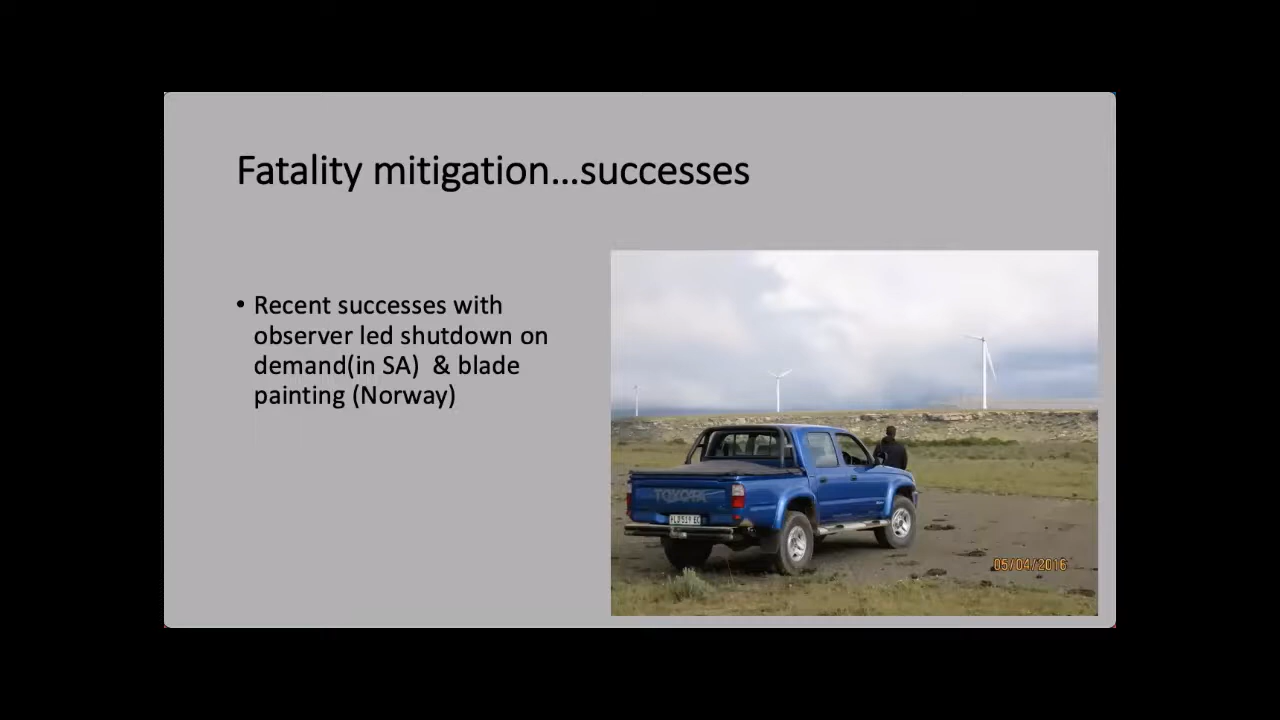 Fatality mitigation...successes
• Recent successes with
observer led shutdown on
demand(in SA)  & blade
painting (Norway)
TOYOTA
05/04/2016